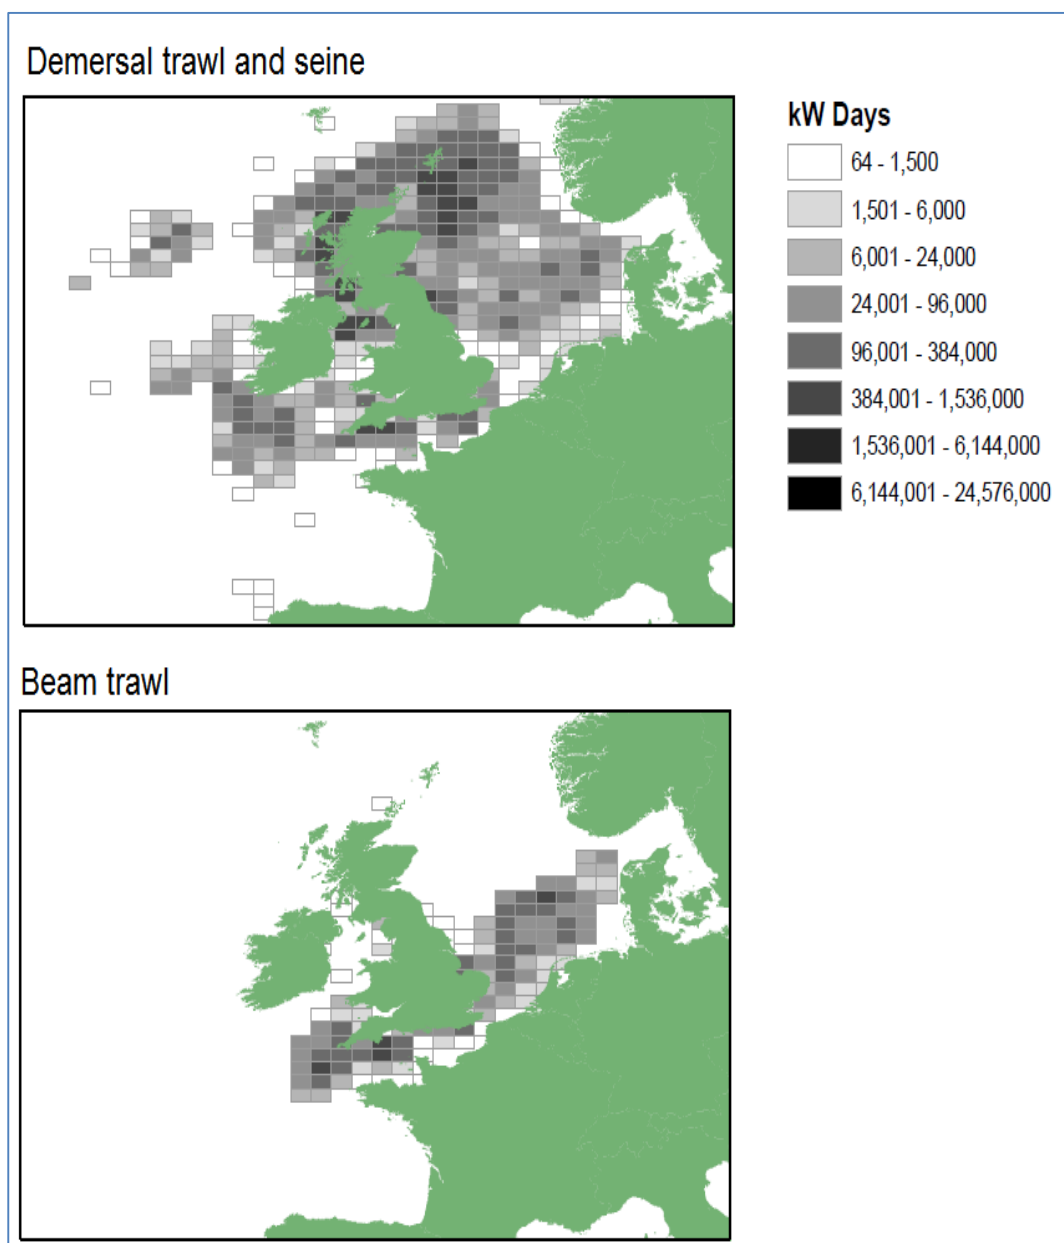 Demersal trawl and seine
kW Days
64 - 1,500
1,501 - 6,000
6,001 - 24,000
24,001 - 96,000
96,001 - 384,000
384,001 - 1,536,000
1,536,001 - 6,144,000
6,144,001 - 24,576,000
Beam trawl